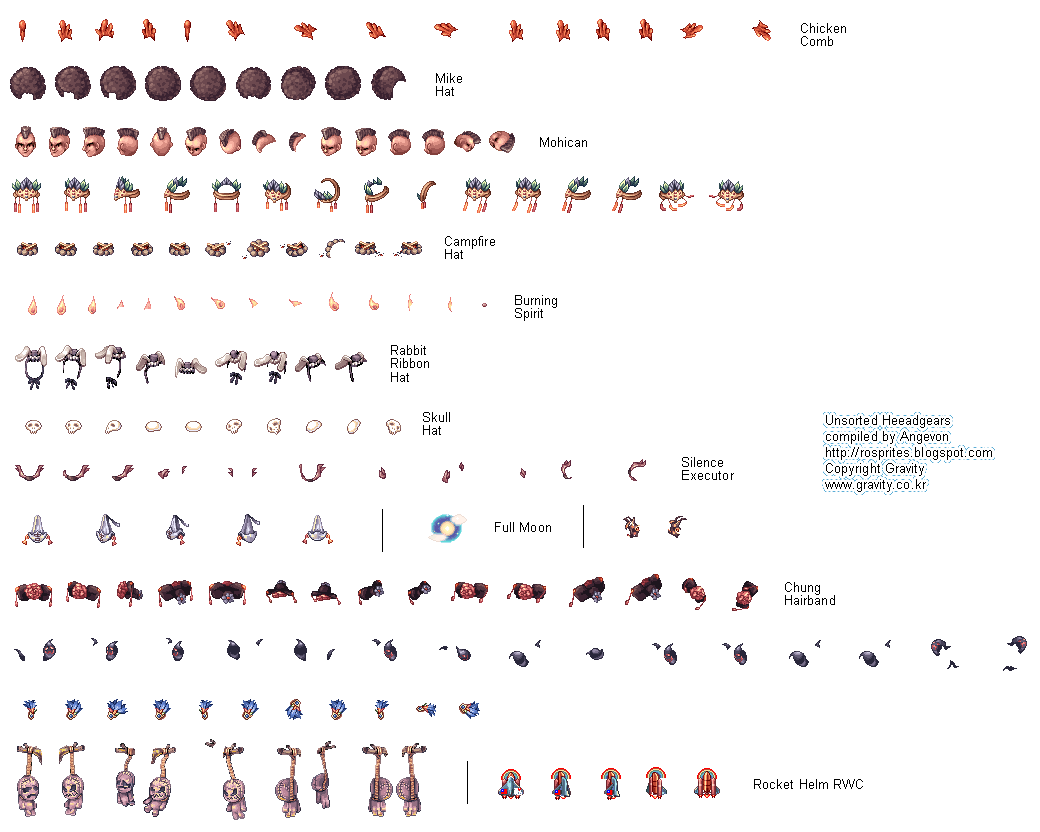 Chicken
Comb
Mike
Hat
Mohican
Campfire
Hat
Burning
Spirit
Rabbit
Ribbon
Hat
Skull
Hat
Unsorted Heeadgears
compiled by Angevon
http://rosprites.blogspot.com
Copyright Gravity
www.gravity.co.kr
Silence
Executor
Full Moon
Chung
Hairband
Rocket Helm RWC